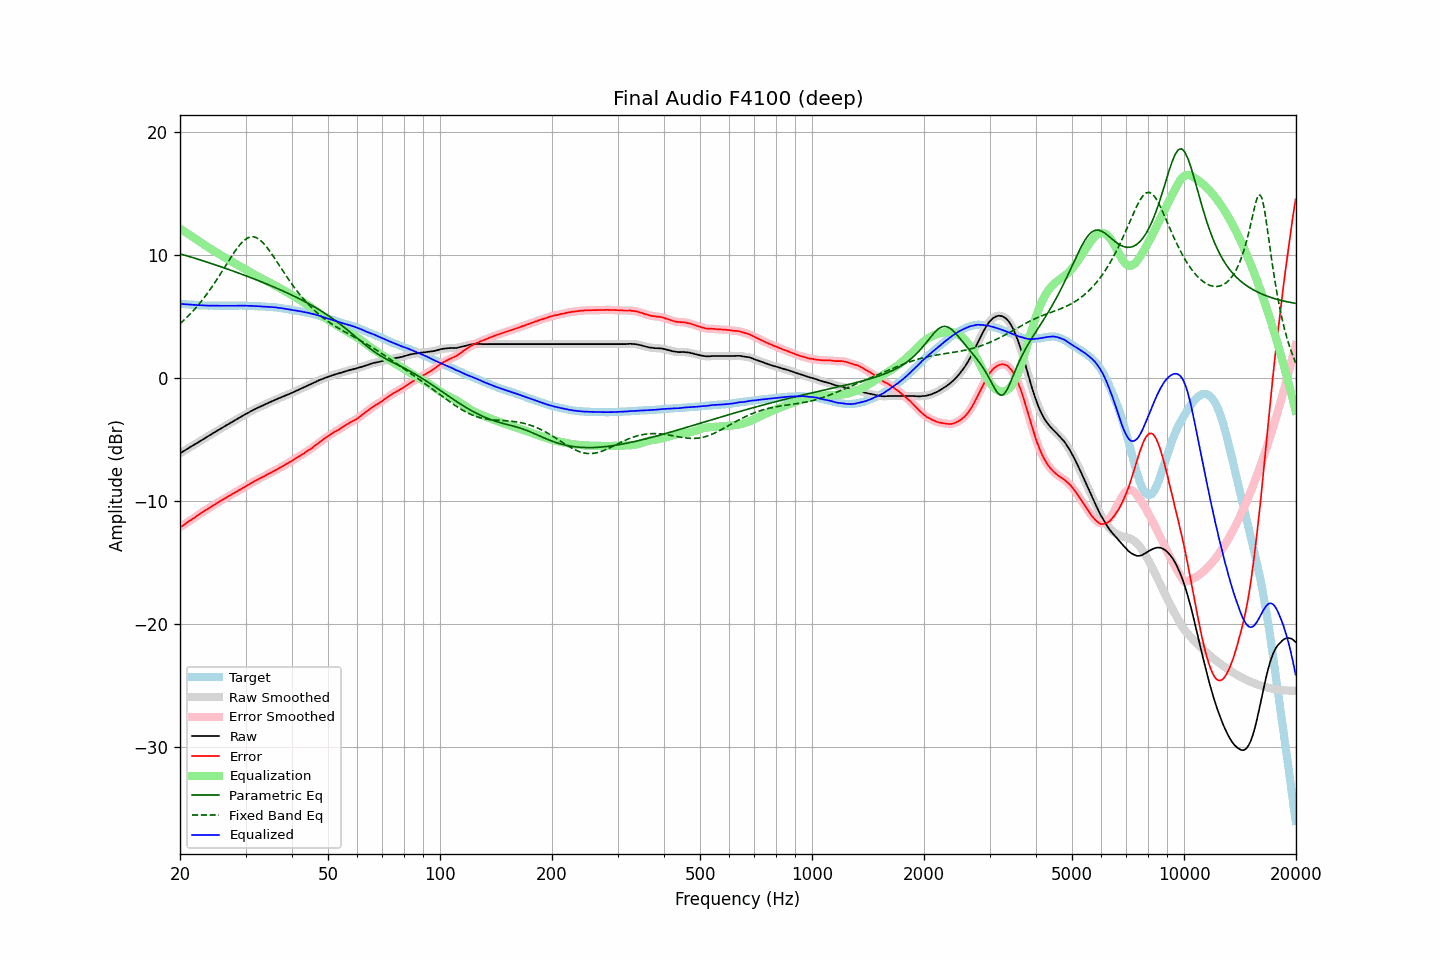 Final Audio F4100 (deep)
Amplitude (dBr)
20
10
0
−10
−20
−30
Target
Raw Smoothed
Error Smoothed
Raw
Error
Equalization
Parametric Eq
Fixed Band Eq
Equalized
20 50 100 200 500 1000 2000 5000 10000 20000
Frequency (Hz)